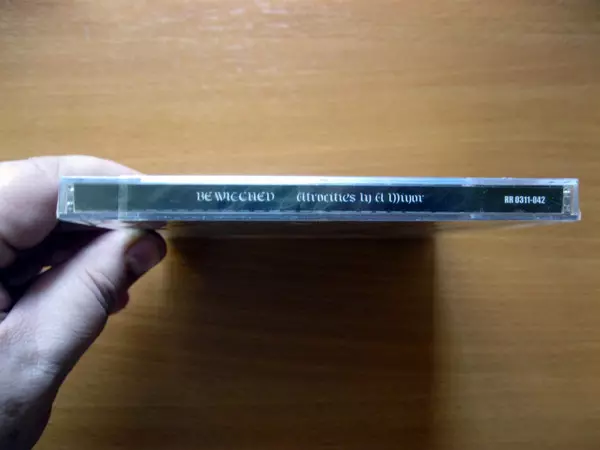 BEWITCHED Atrocities In A Minor RR 0311-042